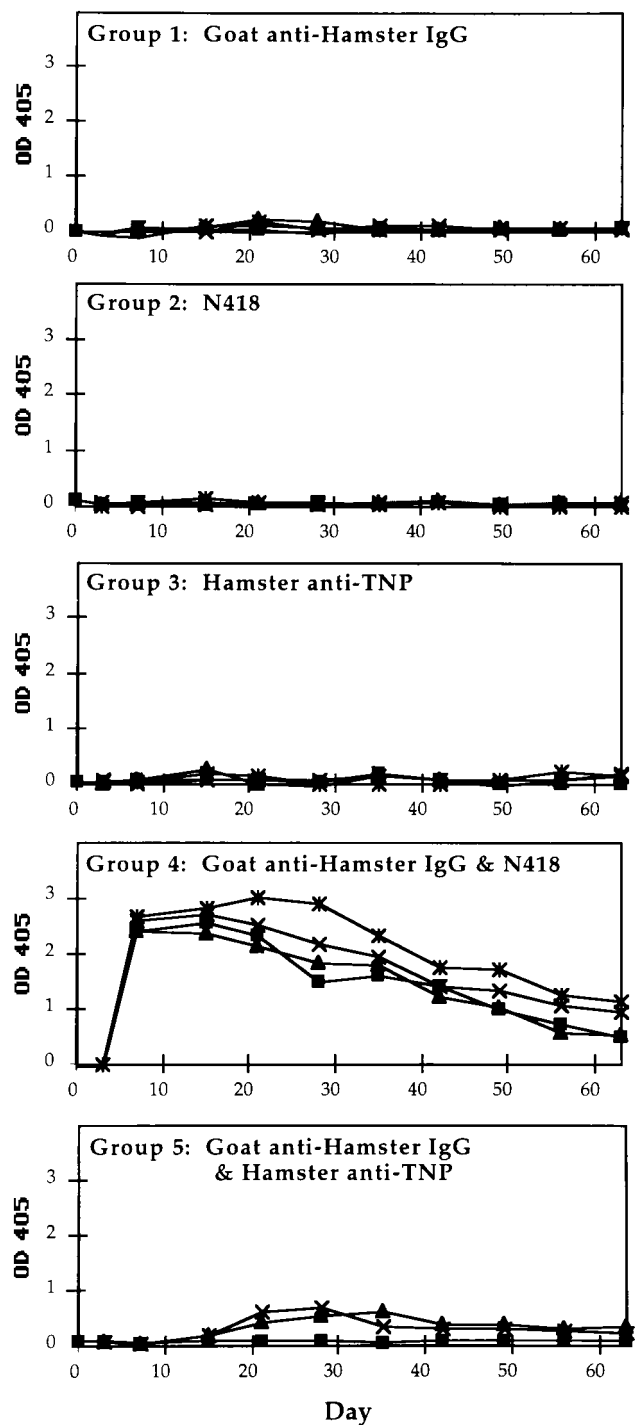 Group 1: Goat anti-Hamster IgG
3
2
1
0
OD 405
0 10 20 30 40 50 60
Group 2: N418
3
2
1
0
OD 405
0 10 20 30 40 50 60
Group 3: Hamster anti-TNP
3
2
1
0
OD 405
0 10 20 30 40 50 60
Group 4: Goat anti-Hamster IgG & N418
3
2
1
0
OD 405
0 10 20 30 40 50 60
Group 5: Goat anti-Hamster IgG
& Hamster anti-TNP
3
2
1
0
OD 405
0 10 20 30 40 50 60
Day